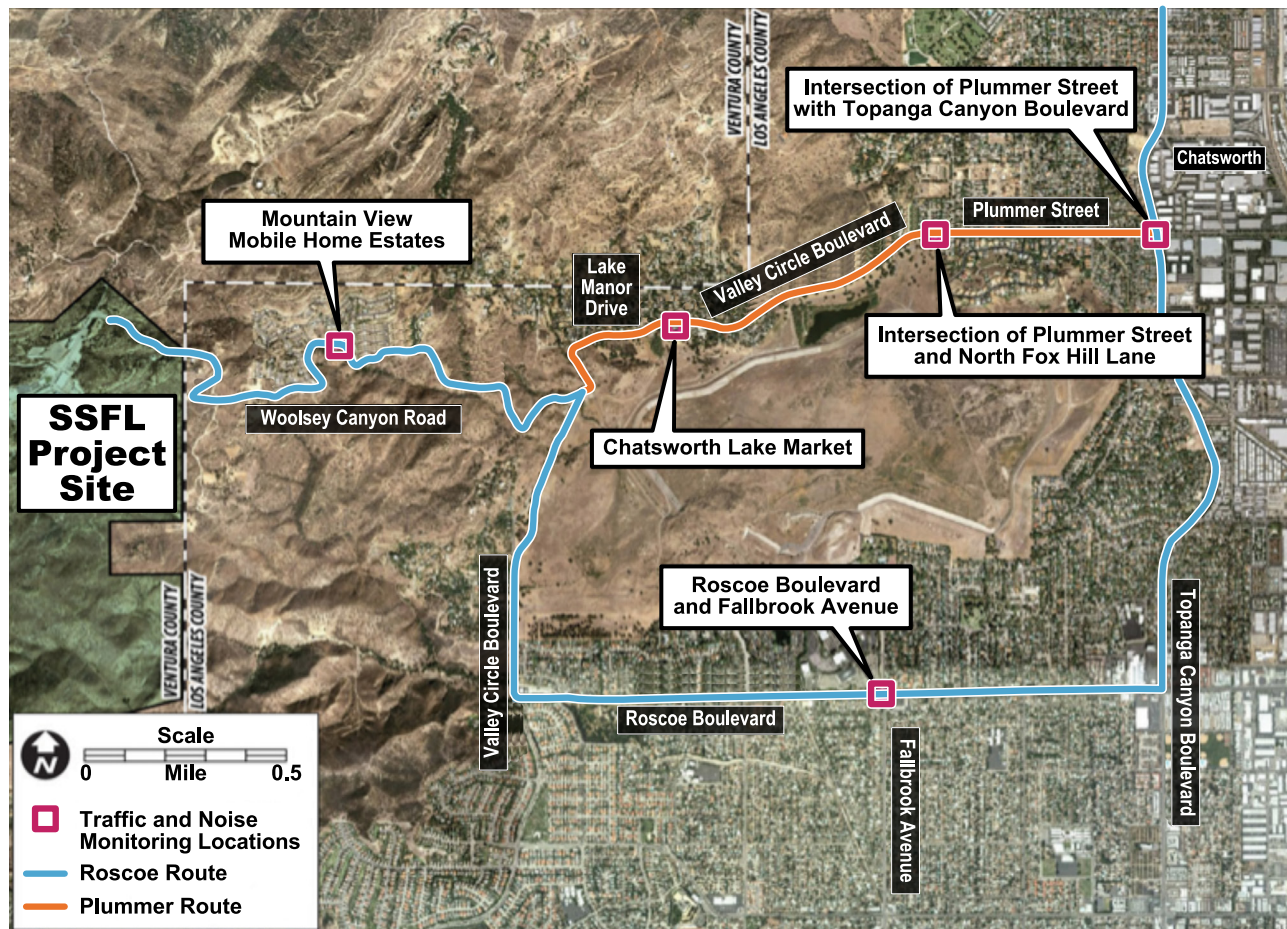 VENTURA COUNTY
LOS ANGELES COUNTY
Intersection of Plummer Street
with Topanga Canyon Boulevard
Chatsworth
Mountain View
Mobile Home Estates
Plummer Street
Valley Circle Boulevard
Lake
Manor
Drive
Intersection of Plummer Street
and North Fox Hill Lane
SSFL
Project
Site
Woolsey Canyon Road
Chatsworth Lake Market
Roscoe Boulevard
and Fallbrook Avenue
VENTURA COUNTY
LOS ANGELES COUNTY
Valley Circle Boulevard
Topanga Canyon Boulevard
Roscoe Boulevard
Fallbrook Avenue
N
Scale
0 Mile 0.5
Traffic and Noise
Monitoring Locations
Roscoe Route
Plummer Route